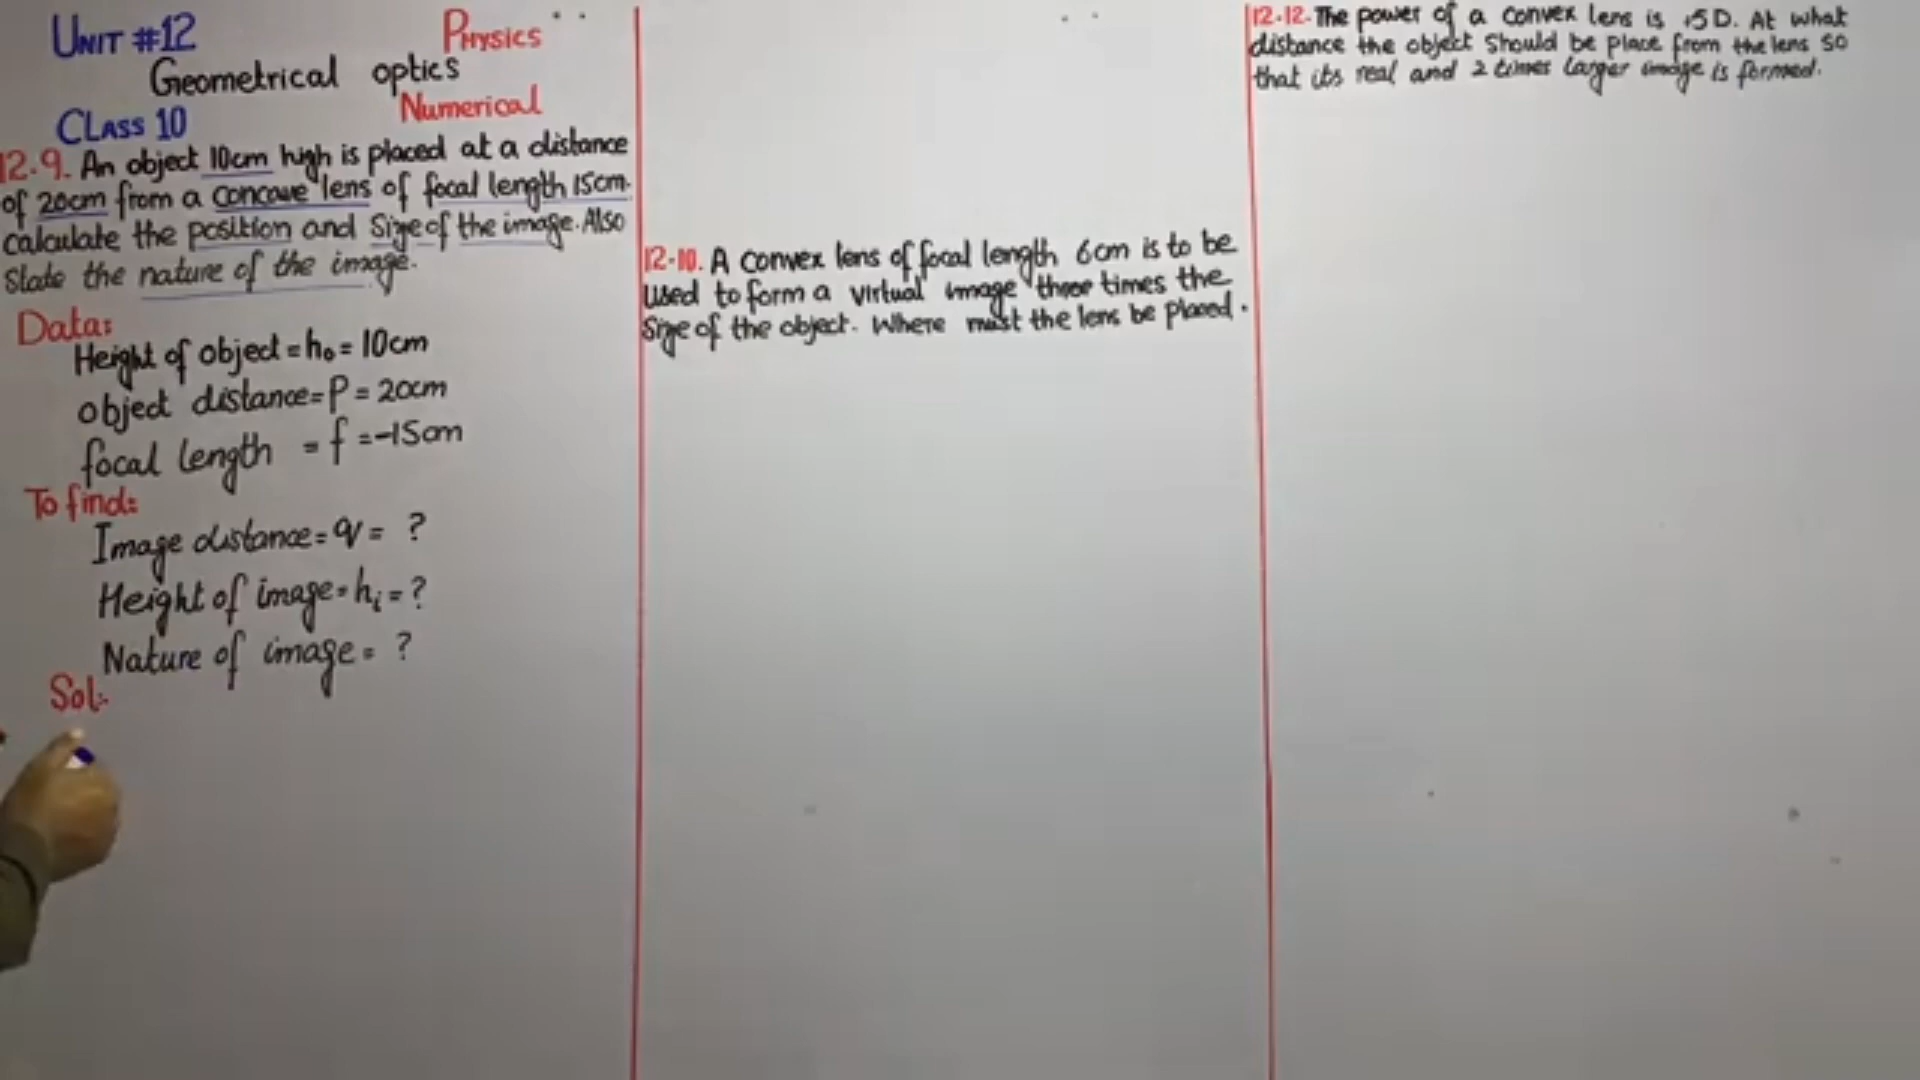 UNIT #12
Physics
Geometrical optics
Numerical
CLASS 10
12.9. An object 10cm high is placed at a distance
of 20cm from a concave lens of focal length 15cm.
calculate the position and Size of the image. Also
State the nature of the image.
Data:
Height of object = ho = 10cm
object distance = P = 20cm
focal length = f = -15cm
To find:
Image distance = q = ?
Height of image = hi = ?
Nature of image = ?
Sol:-
12.10. A convex lens of focal length 6cm is to be
used to form a virtual image three times the
Size of the object. Where must the lens be placed.
12.12. The power of a convex lens is +5D. At what
distance the object should be place from the lens so
that its real and 2 times larger image is formed.